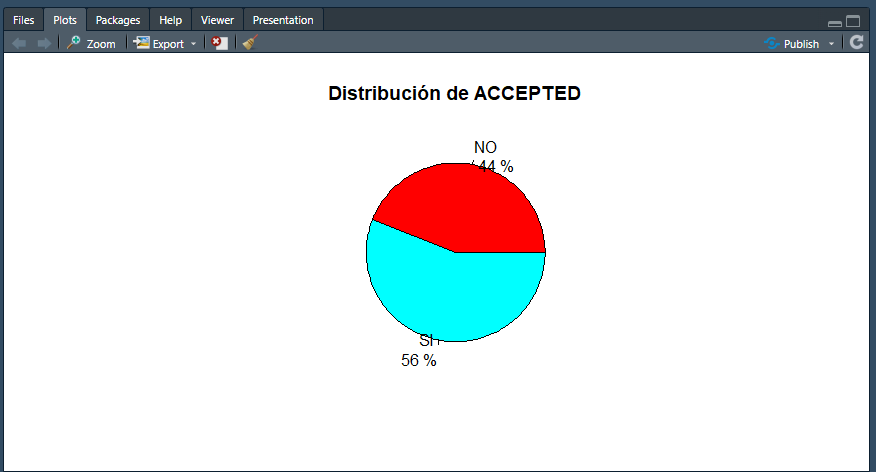 Files Plots Packages Help Viewer Presentation
Zoom Export Publish
Distribución de ACCEPTED
NO
44 %
SI
56 %